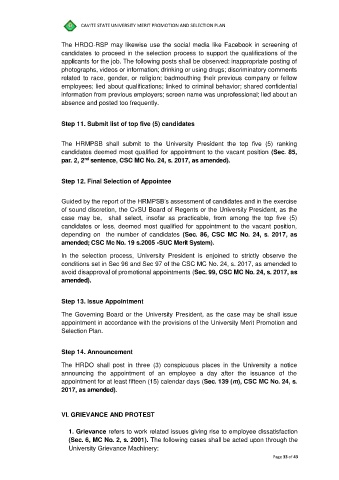 CAVITE STATE UNIVERSITY MERIT PROMOTION AND SELECTION PLAN
The HRDO-RSP may likewise use the social media like Facebook in screening of
candidates to proceed in the selection process to support the qualifications of the
applicants for the job. The following posts shall be observed: inappropriate posting of
photographs, videos or information; drinking or using drugs; discriminatory comments
related to race, gender, or religion; badmouthing their previous company or fellow
employees; lied about qualifications; linked to criminal behavior; shared confidential
information from previous employers; screen name was unprofessional; lied about an
absence and posted too frequently.
Step 11. Submit list of top five (5) candidates
The HRMPSB shall submit to the University President the top five (5) ranking
candidates deemed most qualified for appointment to the vacant position (Sec. 85,
par. 2, 2nd sentence, CSC MC No. 24, s. 2017, as amended).
Step 12. Final Selection of Appointee
Guided by the report of the HRMPSB's assessment of candidates and in the exercise
of sound discretion, the CvSU Board of Regents or the University President, as the
case may be, shall select, insofar as practicable, from among the top five (5)
candidates or less, deemed most qualified for appointment to the vacant position,
depending on the number of candidates (Sec. 86, CSC MC No. 24, s. 2017, as
amended; CSC Mc No. 19 s.2005 -SUC Merit System).
In the selection process, University President is enjoined to strictly observe the
conditions set in Sec 96 and Sec 97 of the CSC MC No. 24, s. 2017, as amended to
avoid disapproval of promotional appointments (Sec. 99, CSC MC No. 24, s. 2017, as
amended).
Step 13. Issue Appointment
The Governing Board or the University President, as the case may be shall issue
appointment in accordance with the provisions of the University Merit Promotion and
Selection Plan.
Step 14. Announcement
The HRDO shall post in three (3) conspicuous places in the University a notice
announcing the appointment of an employee a day after the issuance of the
appointment for at least fifteen (15) calendar days (Sec. 139 (m), CSC MC No. 24, s.
2017, as amended).
VI. GRIEVANCE AND PROTEST
1. Grievance refers to work related issues giving rise to employee dissatisfaction
(Sec. 6, MC No. 2, s. 2001). The following cases shall be acted upon through the
University Grievance Machinery:
Page 33 of 43